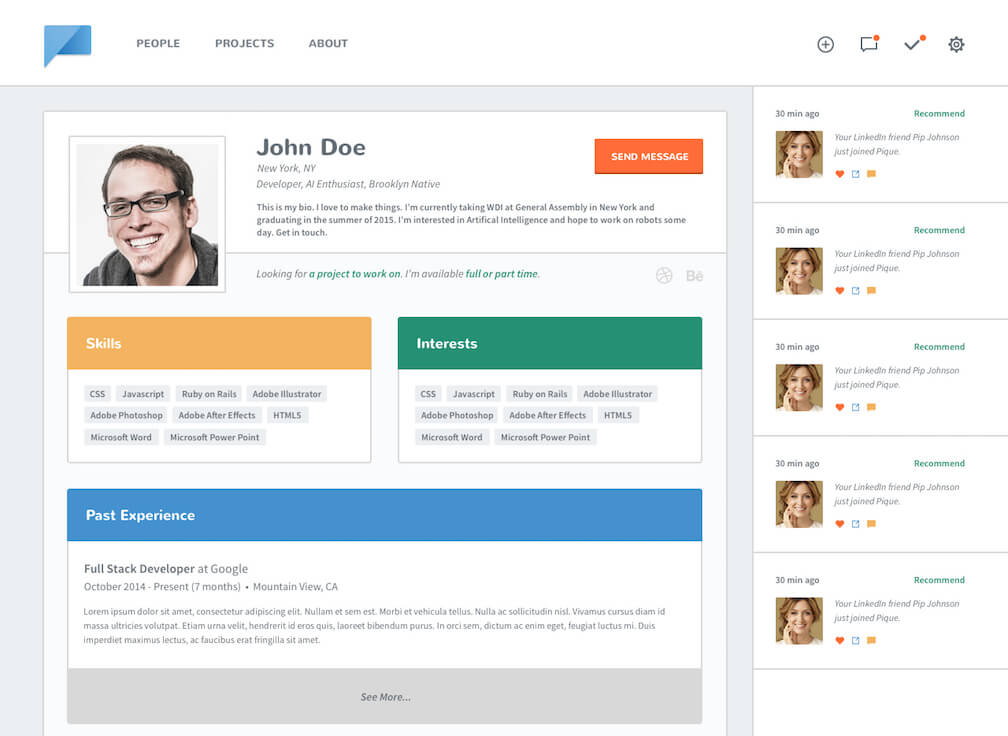 PEOPLE PROJECTS ABOUT
John Doe
New York, NY
Developer, AI Enthusiast, Brooklyn Native
SEND MESSAGE
This is my bio. I love to make things. I'm currently taking WDI at General Assembly in New York and
graduating in the summer of 2015. I'm interested in Artifical Intelligence and hope to work on robots some
day. Get in touch.
Looking for a project to work on. I'm available full or part time.
Bē
Skills
CSS Javascript Ruby on Rails Adobe Illustrator
Adobe Photoshop Adobe After Effects HTML5
Microsoft Word Microsoft Power Point
Interests
CSS Javascript Ruby on Rails Adobe Illustrator
Adobe Photoshop Adobe After Effects HTML5
Microsoft Word Microsoft Power Point
Past Experience
Full Stack Developer at Google
October 2014 - Present (7 months) • Mountain View, CA
Lorem ipsum dolor sit amet, consectetur adipiscing elit. Nullam et sem est. Morbi et vehicula tellus. Nulla ac sollicitudin nisl. Vivamus cursus diam id
massa ultricies volutpat. Etiam urna velit, hendrerit id eros quis, laoreet bibendum purus. In orci sem, dictum ac enim eget, feugiat luctus mi. Duis
imperdiet maximus lectus, ac faucibus erat fringilla sit amet.
See More...
30 min ago Recommend
Your LinkedIn friend Pip Johnson
just joined Pique.
30 min ago Recommend
Your LinkedIn friend Pip Johnson
just joined Pique.
30 min ago Recommend
Your LinkedIn friend Pip Johnson
just joined Pique.
30 min ago Recommend
Your LinkedIn friend Pip Johnson
just joined Pique.
30 min ago Recommend
Your LinkedIn friend Pip Johnson
just joined Pique.